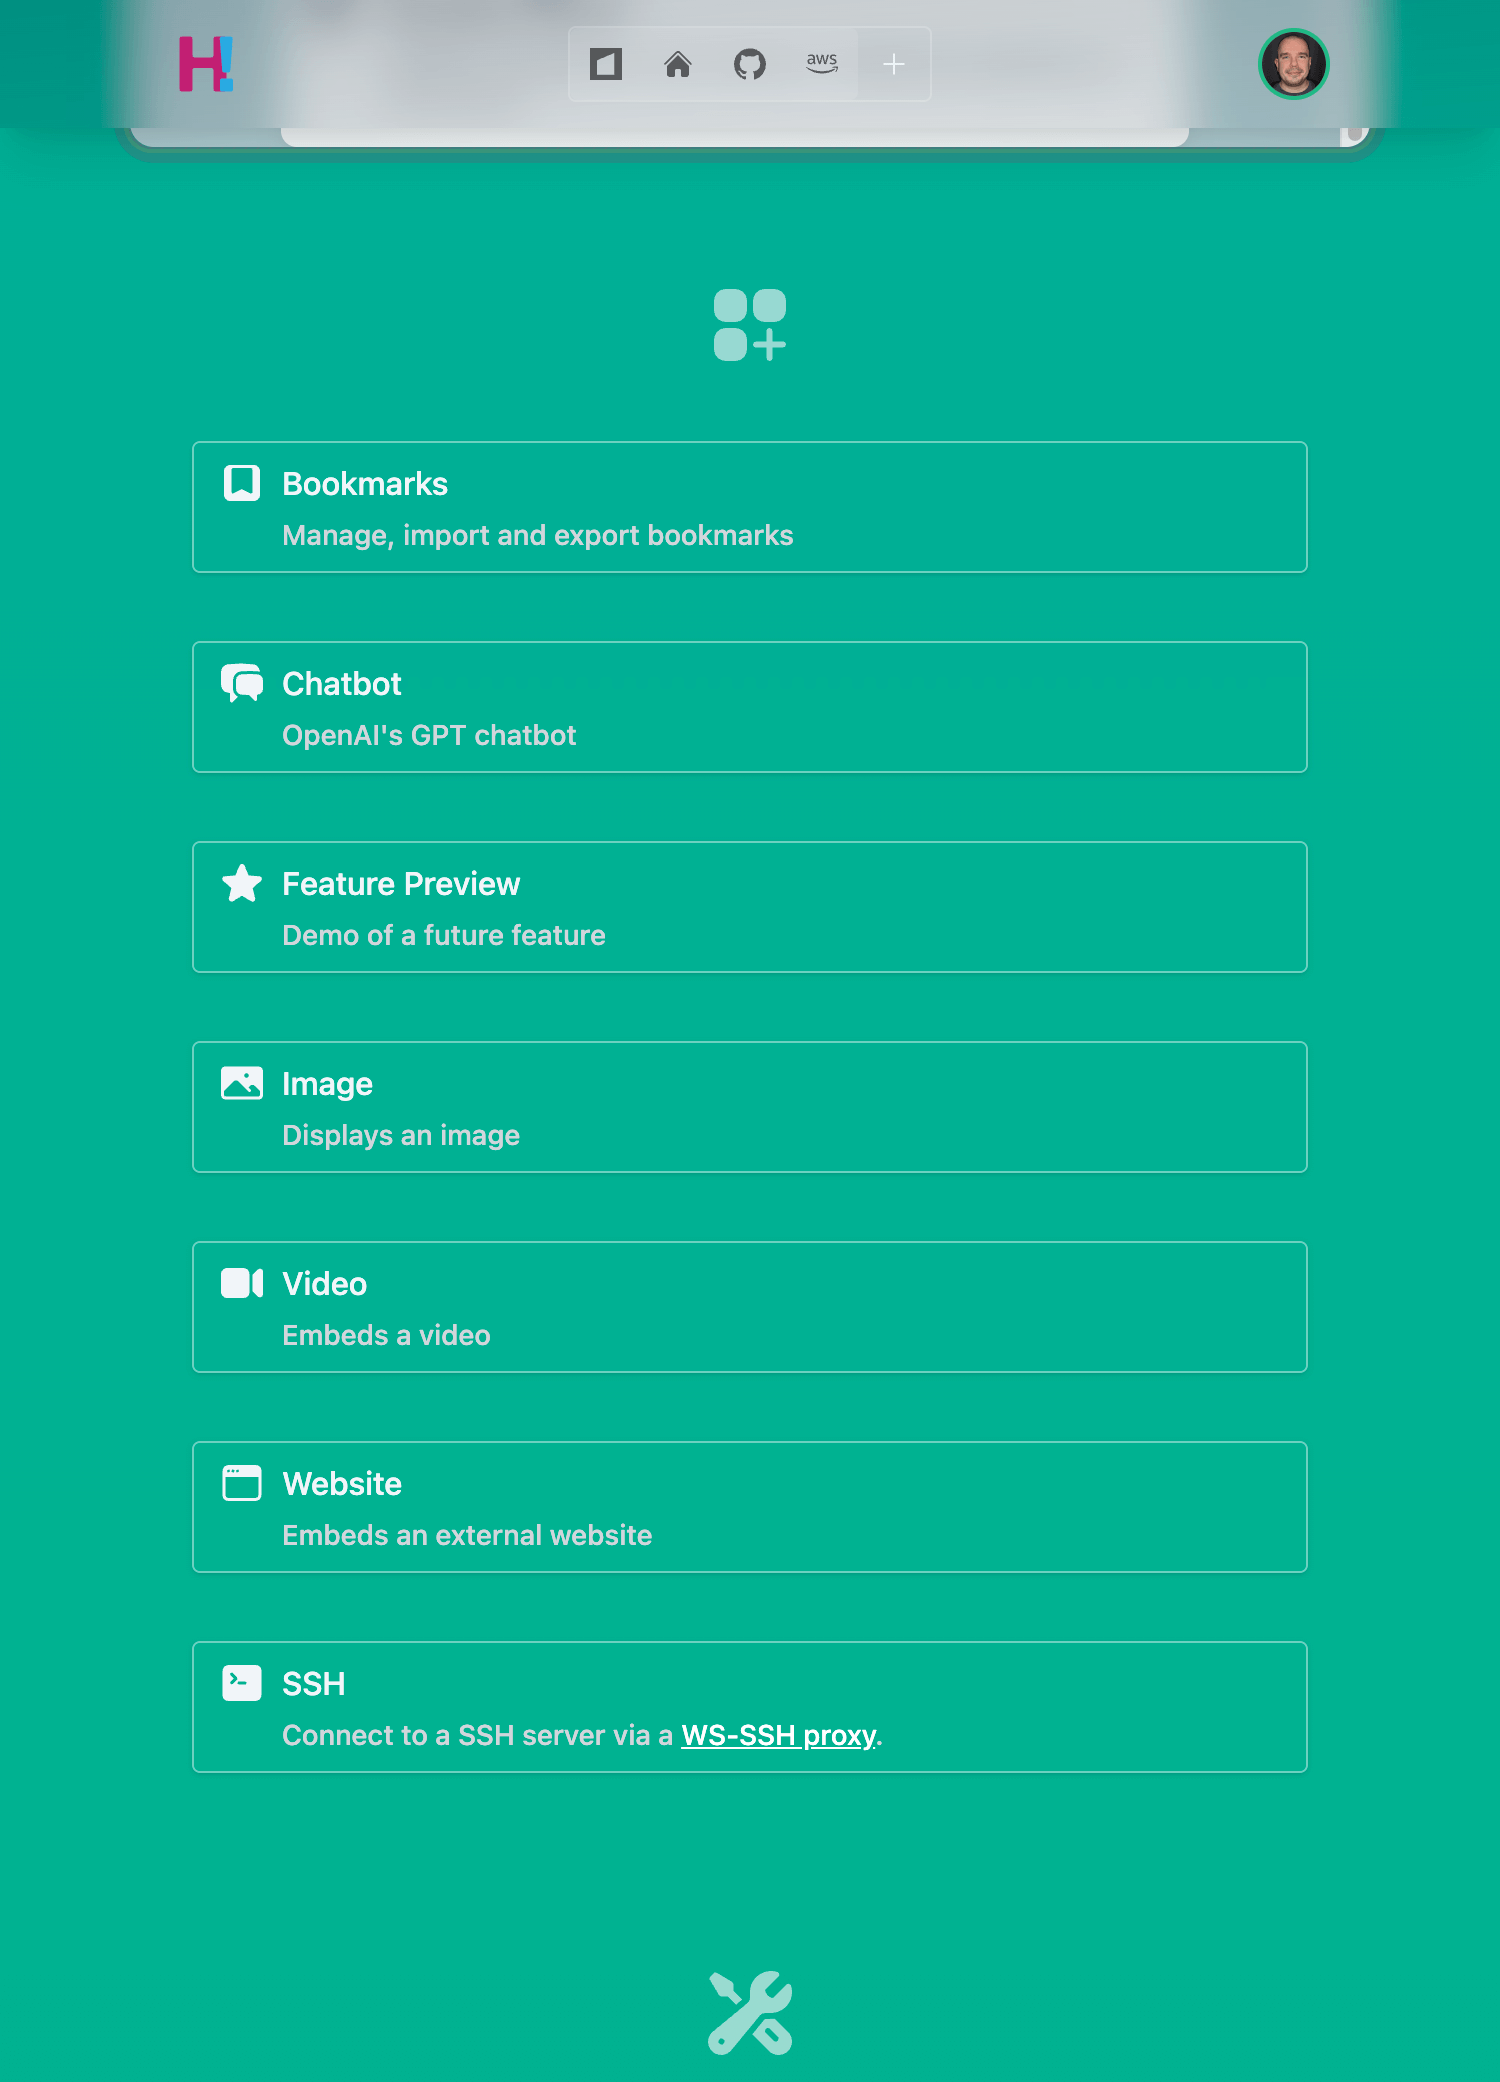 H!
aws
Bookmarks
Manage, import and export bookmarks
Chatbot
OpenAI's GPT chatbot
Feature Preview
Demo of a future feature
Image
Displays an image
Video
Embeds a video
Website
Embeds an external website
SSH
Connect to a SSH server via a WS-SSH proxy.